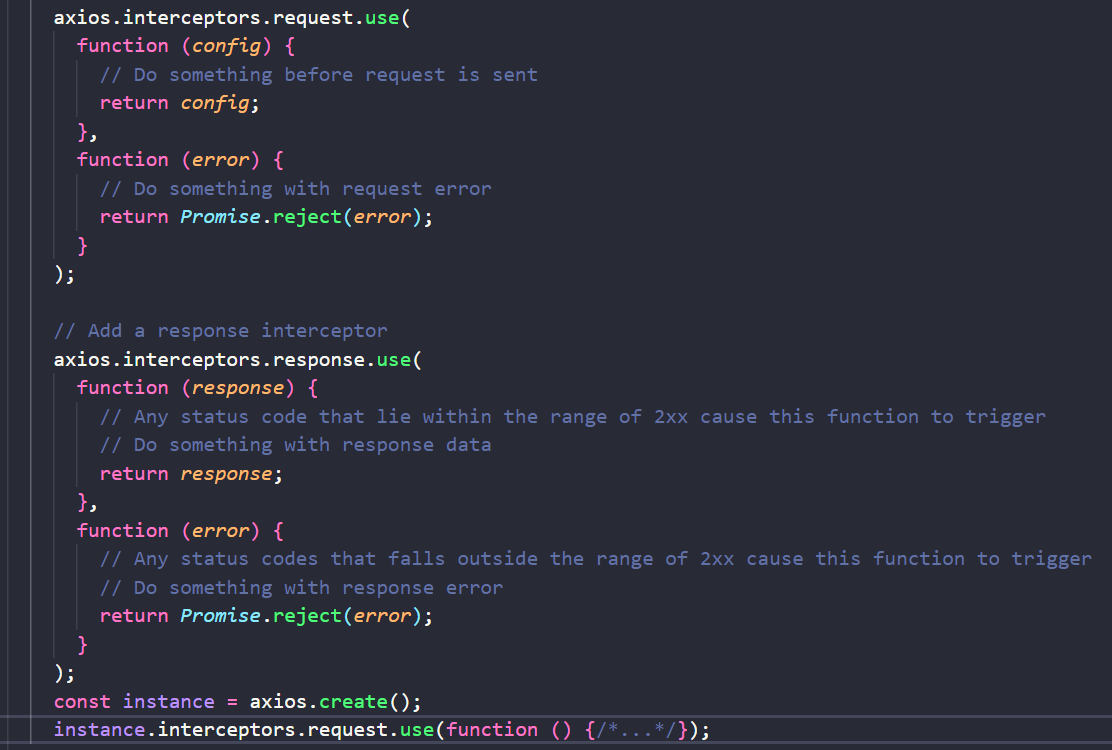 axios.interceptors.request.use(
function (config) {
// Do something before request is sent
return config;
},
function (error) {
// Do something with request error
return Promise.reject(error);
}
);
// Add a response interceptor
axios.interceptors.response.use(
function (response) {
// Any status code that lie within the range of 2xx cause this function to trigger
// Do something with response data
return response;
},
function (error) {
// Any status codes that falls outside the range of 2xx cause this function to trigger
// Do something with response error
return Promise.reject(error);
}
);
const instance = axios.create();
instance.interceptors.request.use(function () {/*...*/});